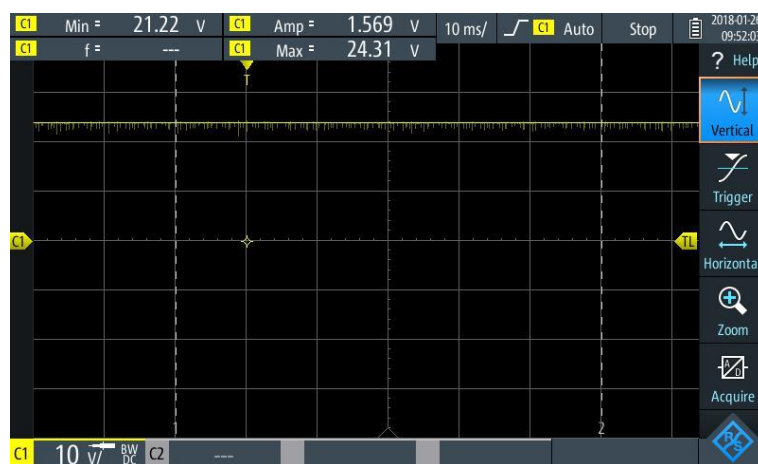 C1 Min = 21.22 V C1 Amp = 1.569 V 10 ms/ C1 Auto Stop 2018-01-26
C1 f = --- C1 Max = 24.31 V 09:52:03
? Help
T
Vertical
Trigger
C1 TL
Horizonta
Zoom
A D
Acquire
1 2
C1 10 V/ BW DC C2 --- R&S